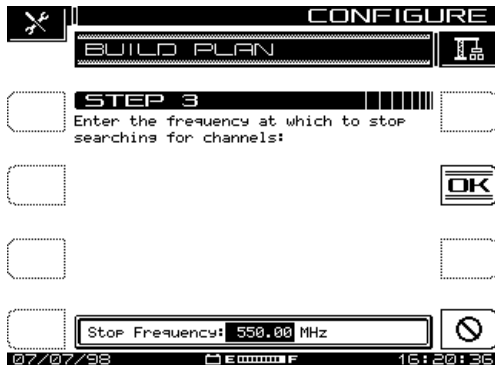 CONFIGURE
BUILD PLAN
STEP 3
Enter the frequency at which to stop
searching for channels:
OK
Stop Frequency: 550.00 MHz
07/07/98 E F 16:20:36